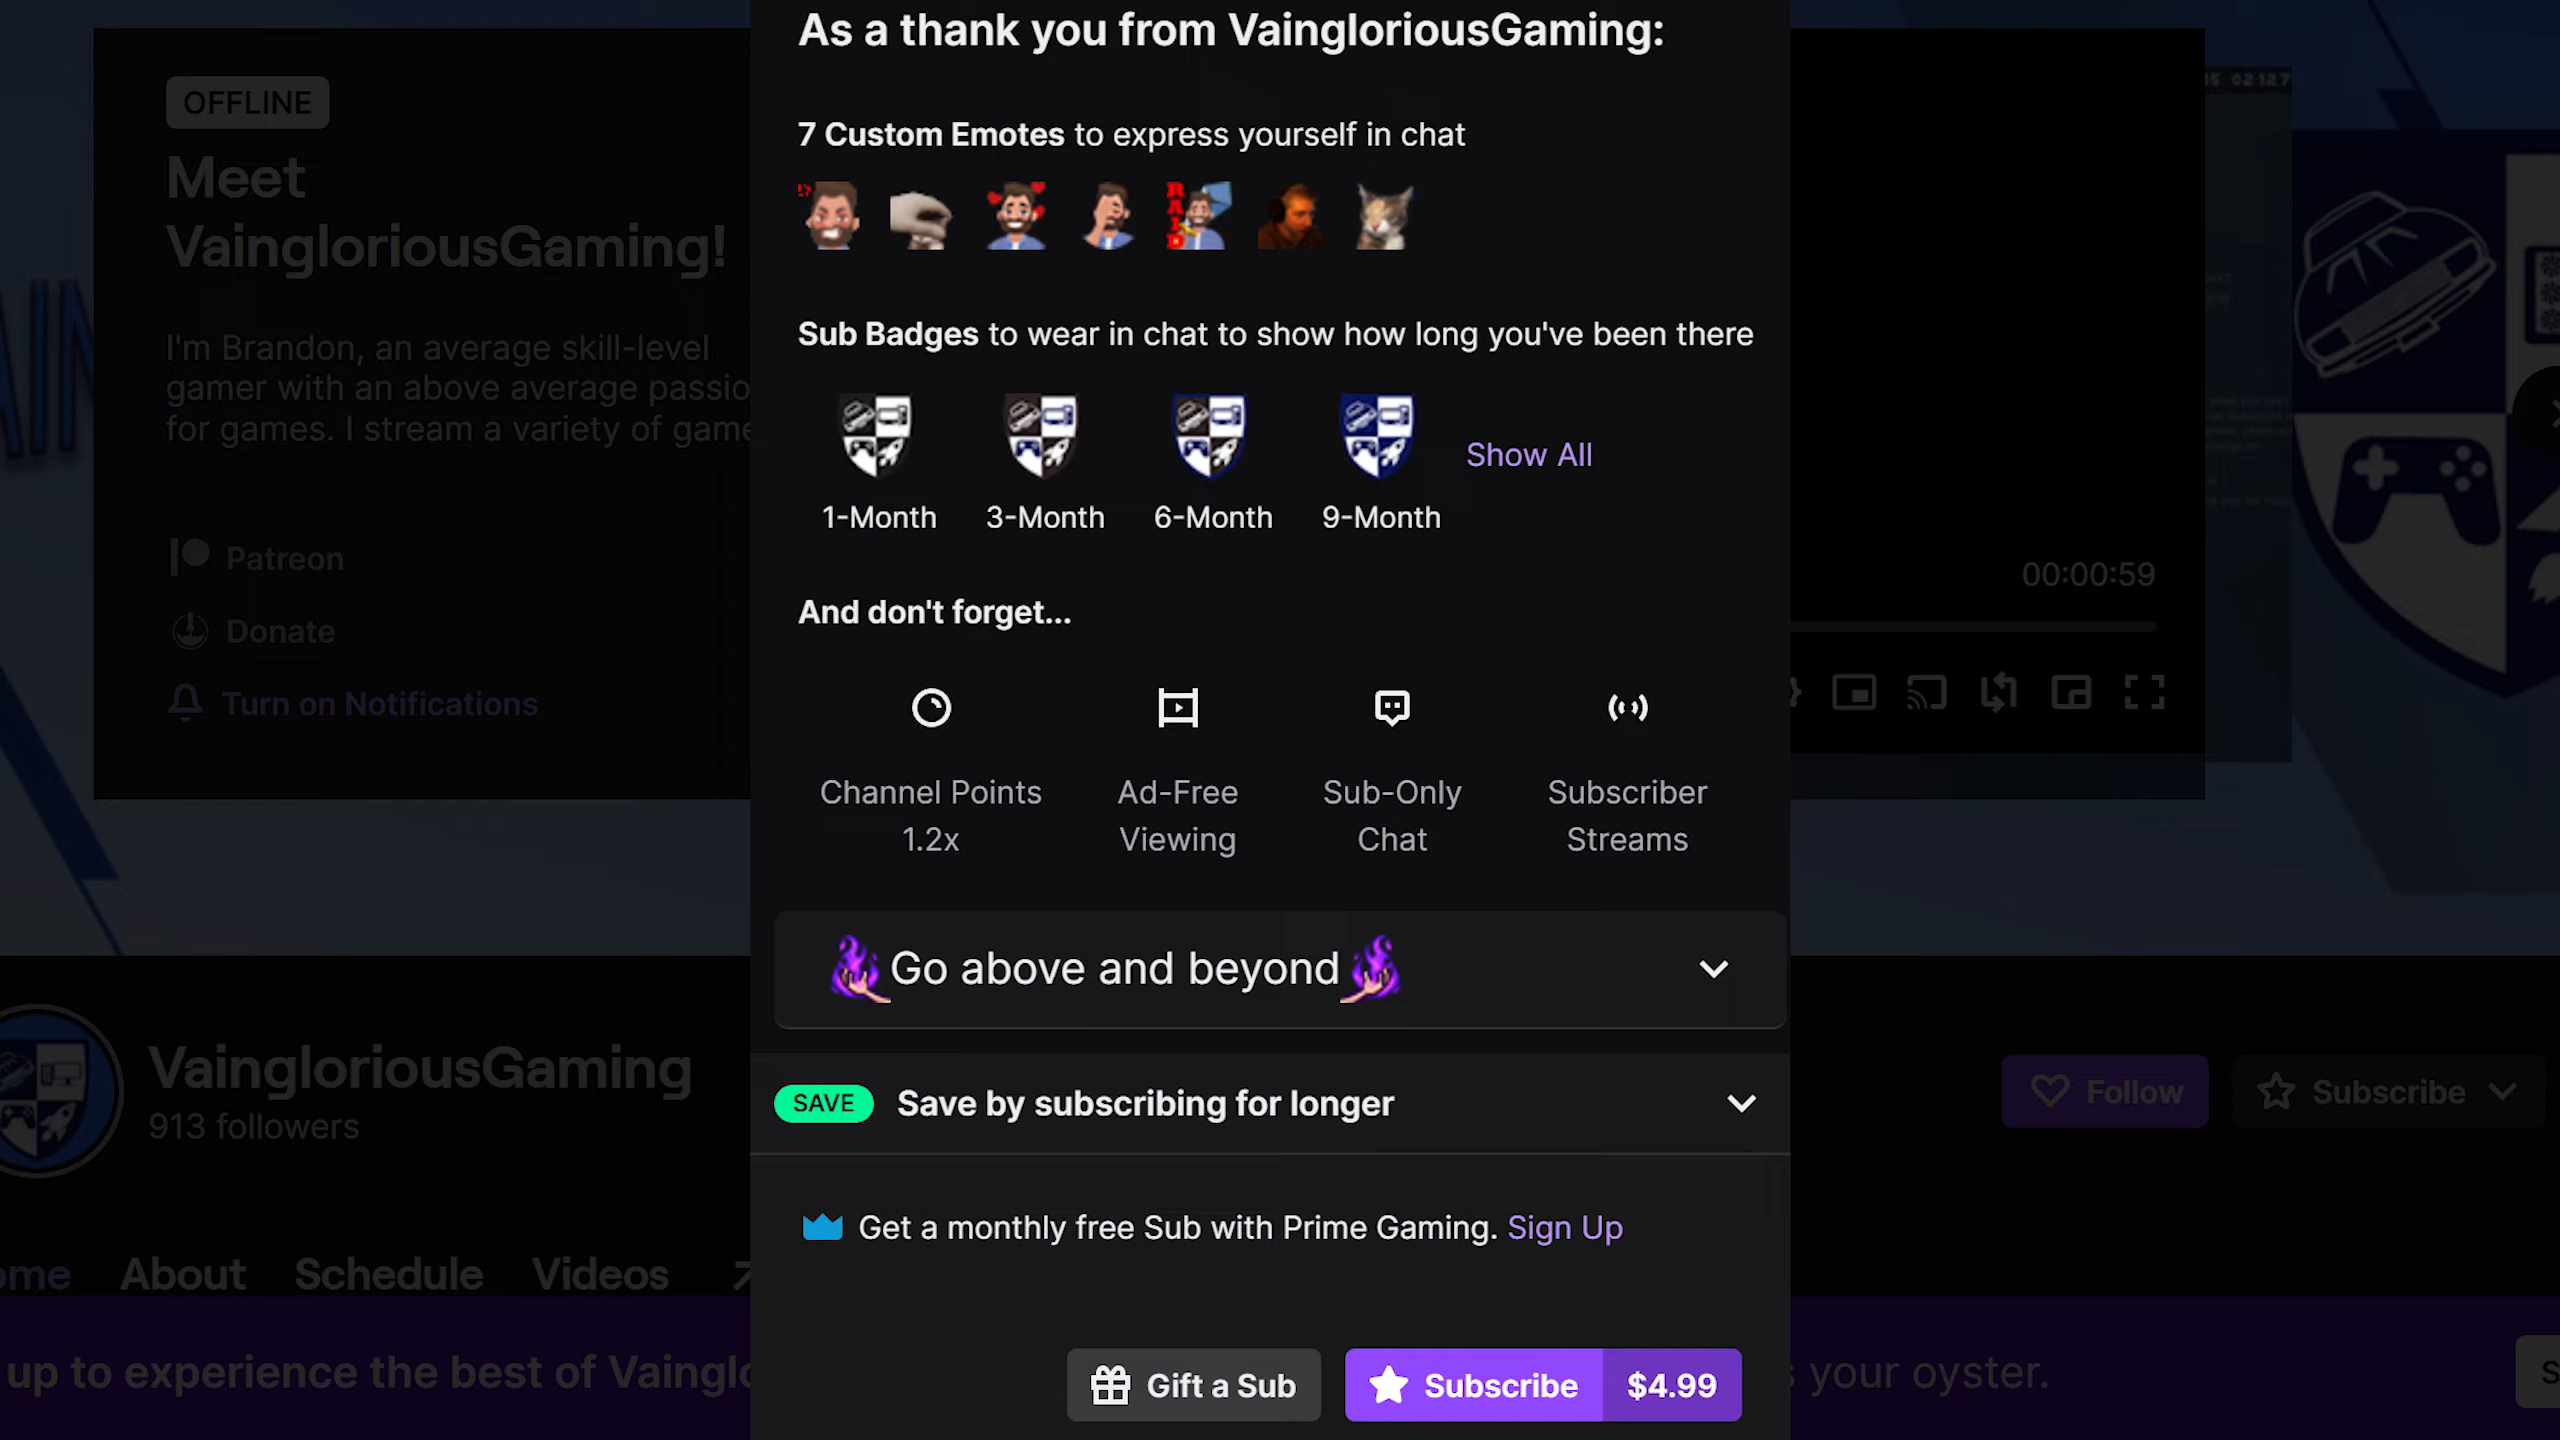 As a thank you from VaingloriousGaming:
7 Custom Emotes to express yourself in chat
RAID
Sub Badges to wear in chat to show how long you've been there
1-Month
3-Month
6-Month
9-Month
Show All
And don't forget...
Channel Points
1.2x
Ad-Free
Viewing
Sub-Only
Chat
Subscriber
Streams
Go above and beyond
SAVE Save by subscribing for longer
Get a monthly free Sub with Prime Gaming. Sign Up
Gift a Sub
Subscribe $4.99
OFFLINE
Meet
VaingloriousGaming!
I'm Brandon, an average skill-level
gamer with an above average passio
for games. I stream a variety of game
Patreon
Donate
Turn on Notifications
00:00:59
VaingloriousGaming
913 followers
Follow
Subscribe
ome About Schedule Videos
up to experience the best of Vainglo
your oyster.